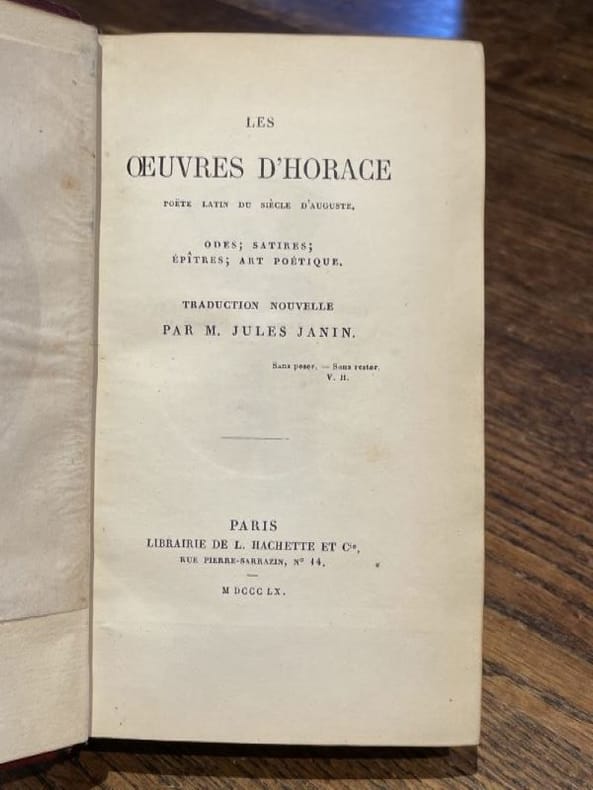 LES
ŒUVRES D'HORACE
POËTE LATIN DU SIÈCLE D'AUGUSTE,
ODES; SATIRES;
ÉPÎTRES; ART POÉTIQUE.
TRADUCTION NOUVELLE
PAR M. JULES JANIN.
Sans peser. — Sans rester.
V. H.
PARIS
LIBRAIRIE DE L. HACHETTE ET Cie,
RUE PIERRE-SARRAZIN, N° 14.
M DCCC LX.